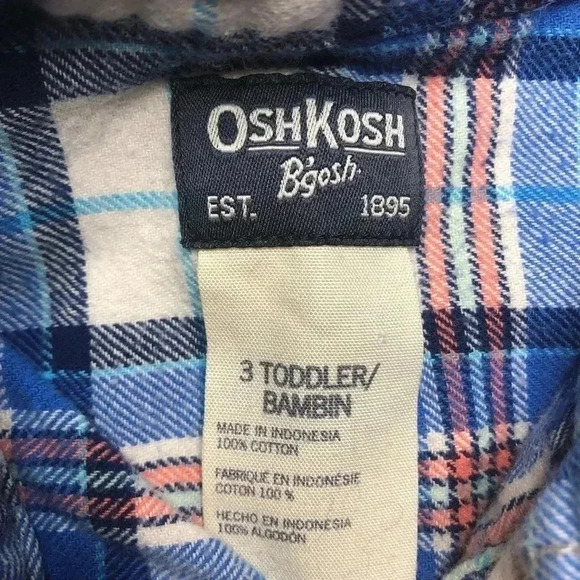 OSHKOSH
B'gosh
EST. 1895
3 TODDLER/
BAMBIN
MADE IN INDONESIA
100% COTTON
FABRIQUÉ EN INDONÉSIE
COTON 100 %
HECHO EN INDONESIA
100% ALGODÓN